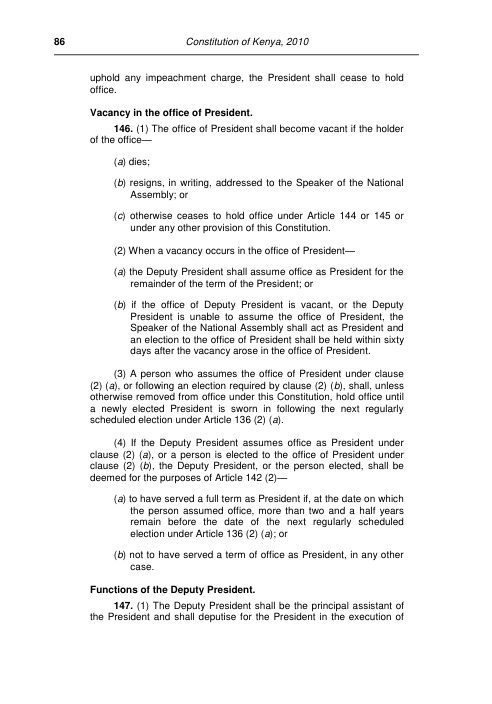 86
Constitution of Kenya, 2010
uphold any impeachment charge, the President shall cease to hold
office.
Vacancy in the office of President.
146. (1) The office of President shall become vacant if the holder
of the office—
(a) dies;
(b) resigns, in writing, addressed to the Speaker of the National
Assembly; or
(c) otherwise ceases to hold office under Article 144 or 145 or
under any other provision of this Constitution.
(2) When a vacancy occurs in the office of President—
(a) the Deputy President shall assume office as President for the
remainder of the term of the President; or
(b) if the office of Deputy President is vacant, or the Deputy
President is unable to assume the office of President, the
Speaker of the National Assembly shall act as President and
an election to the office of President shall be held within sixty
days after the vacancy arose in the office of President.
(3) A person who assumes the office of President under clause
(2) (a), or following an election required by clause (2) (b), shall, unless
otherwise removed from office under this Constitution, hold office until
a newly elected President is sworn in following the next regularly
scheduled election under Article 136 (2) (a).
(4) If the Deputy President assumes office as President under
clause (2) (a), or a person is elected to the office of President under
clause (2) (b), the Deputy President, or the person elected, shall be
deemed for the purposes of Article 142 (2)—
(a) to have served a full term as President if, at the date on which
the person assumed office, more than two and a half years
remain before the date of the next regularly scheduled
election under Article 136 (2) (a); or
(b) not to have served a term of office as President, in any other
case.
Functions of the Deputy President.
147. (1) The Deputy President shall be the principal assistant of
the President and shall deputise for the President in the execution of